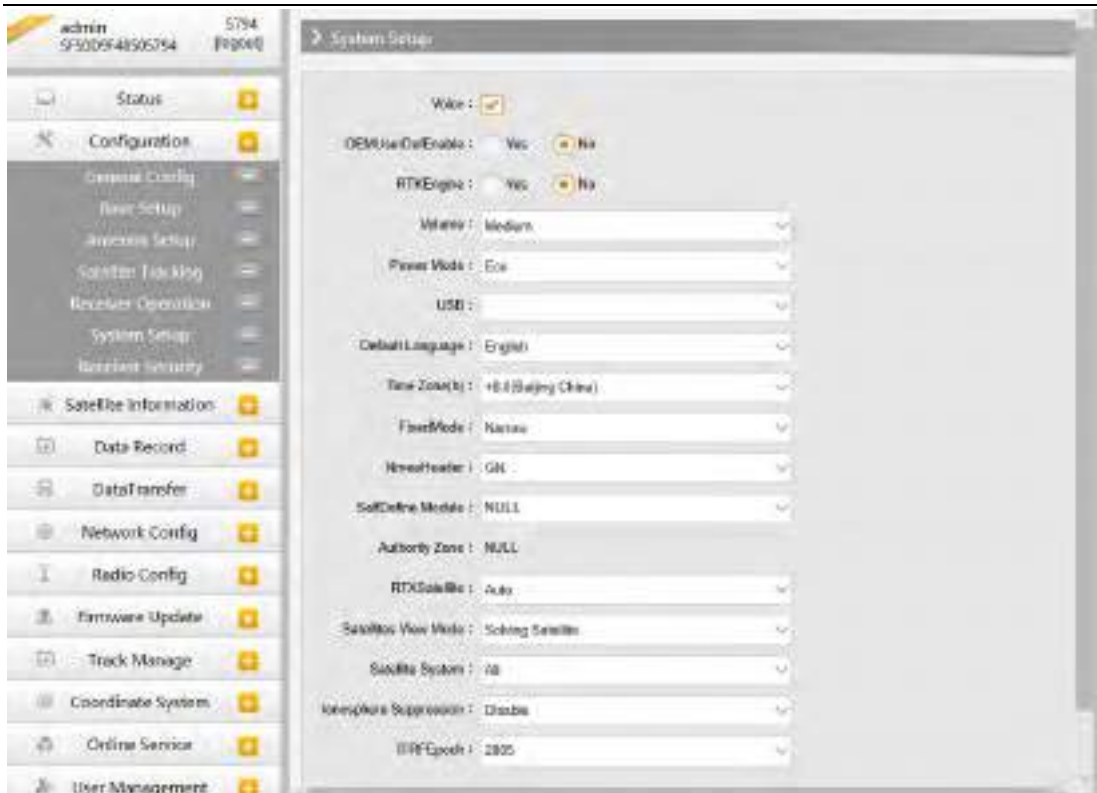 admin
5794
[logout]
Status
Configuration
General Config
Base Setup
Antenna Setup
Satellite Tracking
Receiver Operation
System Setup
Receiver Security
Satellite Information
Data Record
DataTransfer
Network Config
Radio Config
Firmware Update
Track Manage
Coordinate System
Online Service
User Management
System Setup
Voice :
OEMUserDefEnable : Yes No
RTKEngine : Yes No
Volume : Medium
Power Mode : Eco
USB :
Default Language : English
Time Zone(h) : +8.0(Beijing China)
FixedMode : Narrow
NmeaHeader : GN
SelfDefine Module : NULL
Authority Zone : NULL
RTXSatellite : Auto
Satellites View Mode : Solving Satellite
Satellite System : All
Ionosphere Suppression : Disable
ITRFEpoch : 2005